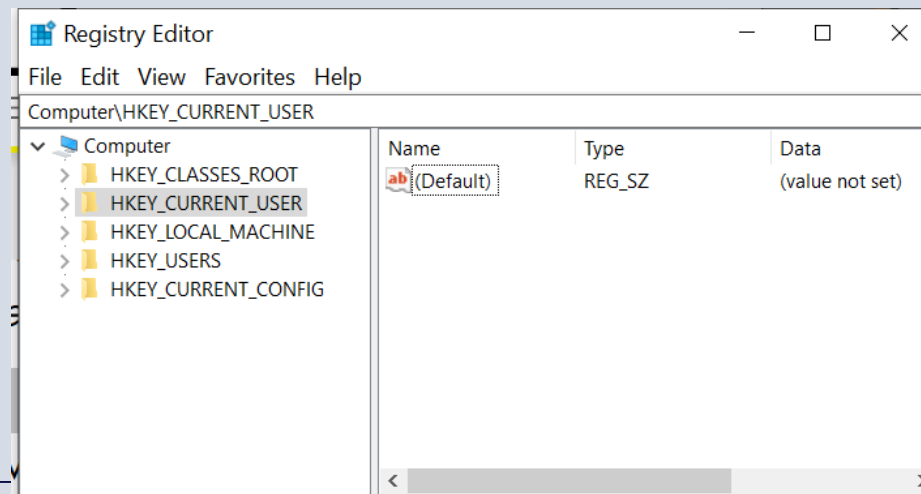 Registry Editor
File Edit View Favorites Help
Computer\HKEY_CURRENT_USER
Computer
HKEY_CLASSES_ROOT
HKEY_CURRENT_USER
HKEY_LOCAL_MACHINE
HKEY_USERS
HKEY_CURRENT_CONFIG
Name Type Data
ab (Default) REG_SZ (value not set)